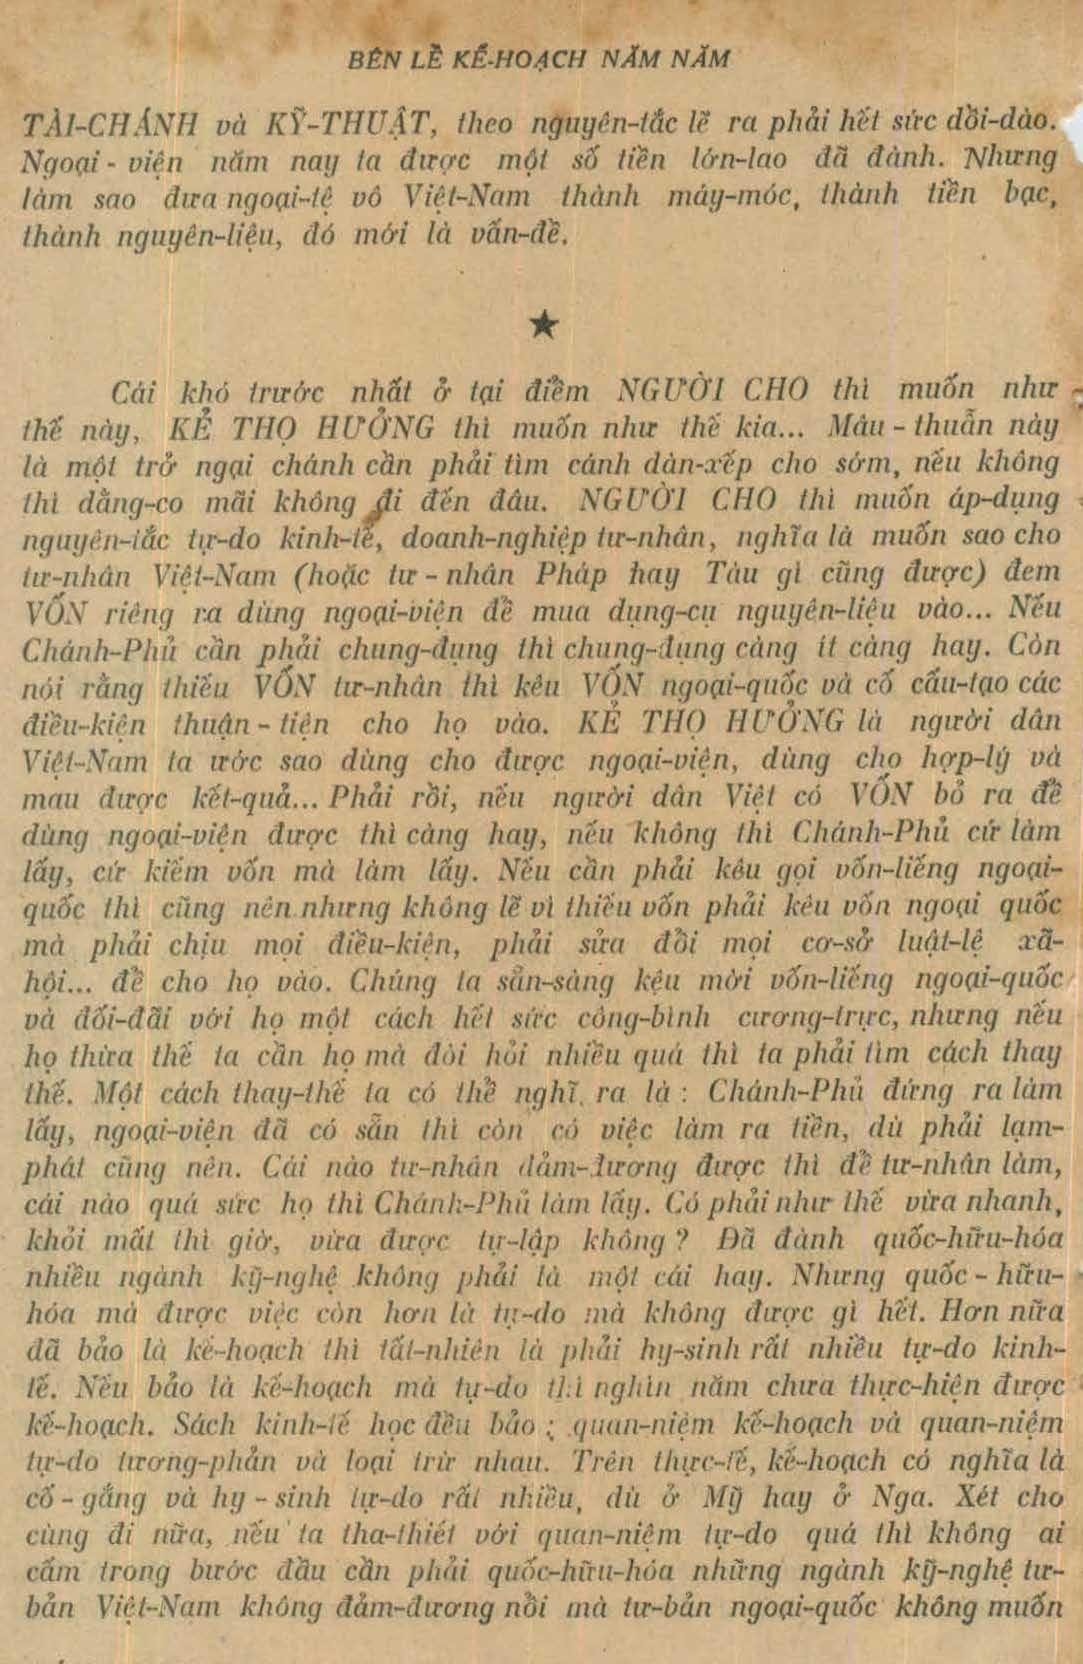 BÊN LỀ KẾ-HOẠCH NĂM NĂM
TÀI-CHÁNH và KỸ-THUẬT, theo nguyên-tắc lẽ ra phải hết sức dồi-dào.
Ngoại - viện năm nay ta được một số tiền lớn-lao đã đành. Nhưng
làm sao đưa ngoại-tệ vô Việt-Nam thành máy-móc, thành tiền bạc,
thành nguyên-liệu, đó mới là vấn-đề.
★
Cái khó trước nhất ở tại điểm NGƯỜI CHO thì muốn như
thế này, KẺ THỌ HƯỞNG thì muốn như thế kia... Mâu - thuẫn này
là một trở ngại chánh cần phải tìm cánh dàn-xếp cho sớm, nếu không
thì dằng-co mãi không đi đến đâu. NGƯỜI CHO thì muốn áp-dụng
nguyên-tắc tự-do kinh-tế, doanh-nghiệp tư-nhân, nghĩa là muốn sao cho
tư-nhân Việt-Nam (hoặc tư - nhân Pháp hay Tàu gì cũng được) đem
VỐN riêng ra dùng ngoại-viện để mua dụng-cụ nguyên-liệu vào... Nếu
Chánh-Phủ cần phải chung-đụng thì chung-đụng càng ít càng hay. Còn
nói rằng thiếu VỐN tư-nhân thì kêu VỐN ngoại-quốc và cố cấu-tạo các
điều-kiện thuận - tiện cho họ vào. KẺ THỌ HƯỞNG là người dân
Việt-Nam ta ước sao dùng cho được ngoại-viện, dùng cho hợp-lý và
mau được kết-quả... Phải rồi, nếu người dân Việt có VỐN bỏ ra để
dùng ngoại-viện được thì càng hay, nếu không thì Chánh-Phủ cứ làm
lấy, cứ kiếm vốn mà làm lấy. Nếu cần phải kêu gọi vốn-liếng ngoại-
quốc thì cũng nên nhưng không lẽ vì thiếu vốn phải kêu vốn ngoại quốc
mà phải chịu mọi điều-kiện, phải sửa đổi mọi cơ-sở luật-lệ xã-
hội... để cho họ vào. Chúng ta sẵn-sàng kêu mời vốn-liếng ngoại-quốc
và đối-đãi với họ một cách hết sức công-bình cương-trực, nhưng nếu
họ thừa thế ta cần họ mà đòi hỏi nhiều quá thì ta phải tìm cách thay
thế. Một cách thay-thế ta có thể nghĩ ra là : Chánh-Phủ đứng ra làm
lấy, ngoại-viện đã có sẵn thì còn có việc làm ra tiền, dù phải lạm-
phát cũng nên. Cái nào tư-nhân đảm-đương được thì để tư-nhân làm,
cái nào quá sức họ thì Chánh-Phủ làm lấy. Có phải như thế vừa nhanh,
khỏi mất thì giờ, vừa được tự-lập không ? Đã đành quốc-hữu-hóa
nhiều ngành kỹ-nghệ không phải là một cái hay. Nhưng quốc - hữu-
hóa mà được việc còn hơn là tự-do mà không được gì hết. Hơn nữa
đã bảo là kế-hoạch thì tất-nhiên là phải hy-sinh rất nhiều tự-do kinh-
tế. Nếu bảo là kế-hoạch mà tự-do thì nghìn năm chưa thực-hiện được
kế-hoạch. Sách kinh-tế học đều bảo : quan-niệm kế-hoạch và quan-niệm
tự-do tương-phản và loại trừ nhau. Trên thực-tế, kế-hoạch có nghĩa là
cố - gắng và hy - sinh tự-do rất nhiều, dù ở Mỹ hay ở Nga. Xét cho
cùng đi nữa, nếu ta tha-thiết với quan-niệm tự-do quá thì không ai
cấm trong bước đầu cần phải quốc-hữu-hóa những ngành kỹ-nghệ tư-
bản Việt-Nam không đảm-đương nổi mà tư-bản ngoại-quốc không muốn